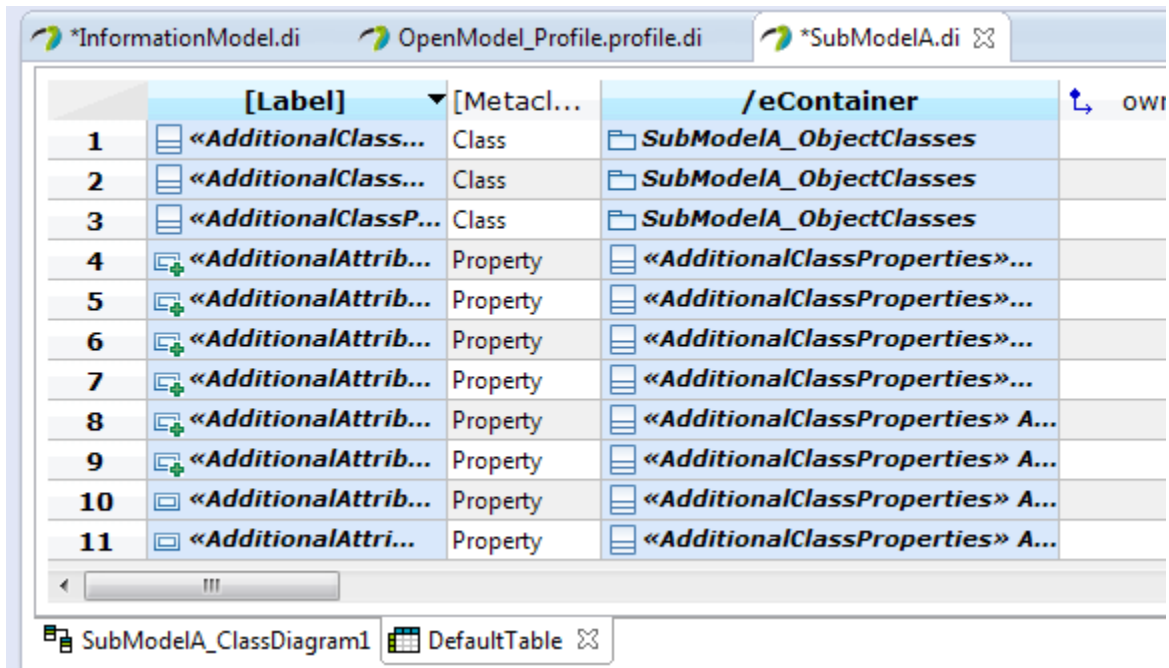 *InformationModel.di OpenModel_Profile.profile.di *SubModelA.di
[Label] [Metacl... /eContainer own
1 «AdditionalClass... Class SubModelA_ObjectClasses
2 «AdditionalClass... Class SubModelA_ObjectClasses
3 «AdditionalClassP... Class SubModelA_ObjectClasses
4 «AdditionalAttrib... Property «AdditionalClassProperties»...
5 «AdditionalAttrib... Property «AdditionalClassProperties»...
6 «AdditionalAttrib... Property «AdditionalClassProperties»...
7 «AdditionalAttrib... Property «AdditionalClassProperties»...
8 «AdditionalAttrib... Property «AdditionalClassProperties» A...
9 «AdditionalAttrib... Property «AdditionalClassProperties» A...
10 «AdditionalAttrib... Property «AdditionalClassProperties» A...
11 «AdditionalAttri... Property «AdditionalClassProperties» A...
SubModelA_ClassDiagram1 DefaultTable